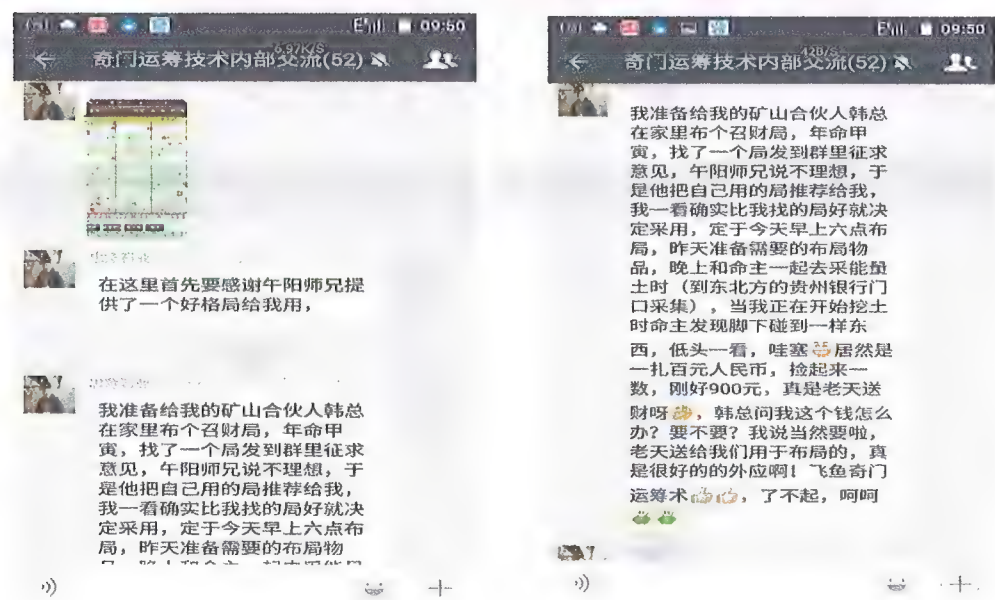 09:50
6.97K/S
奇门运筹技术内部交流(52)
在这里首先要感谢午阳师兄提
供了一个好格局给我用，
我准备给我的矿山合伙人韩总
在家里布个召财局，年命甲
寅，找了一个局发到群里征求
意见，午阳师兄说不理想，于
是他把自己用的局推荐给我，
我一看确实比我找的局好就决
定采用，定于今天早上六点布
局，昨天准备需要的布局物
09:50
428/S
奇门运筹技术内部交流(52)
我准备给我的矿山合伙人韩总
在家里布个召财局，年命甲
寅，找了一个局发到群里征求
意见，午阳师兄说不理想，于
是他把自己用的局推荐给我，
我一看确实比我找的局好就决
定采用，定于今天早上六点布
局，昨天准备需要的布局物
品，晚上和命主一起去采能量
土时（到东北方的贵州银行门
口采集），当我正在开始挖土
时命主发现脚下碰到一样东
西，低头一看，哇塞居然是
一扎百元人民币，捡起来一
数，刚好900元，真是老天送
财呀，韩总问我这个钱怎么
办？要不要？我说当然要啦，
老天送给我们用于布局的，真
是很好的的外应啊！飞鱼奇门
运筹术，了不起，呵呵